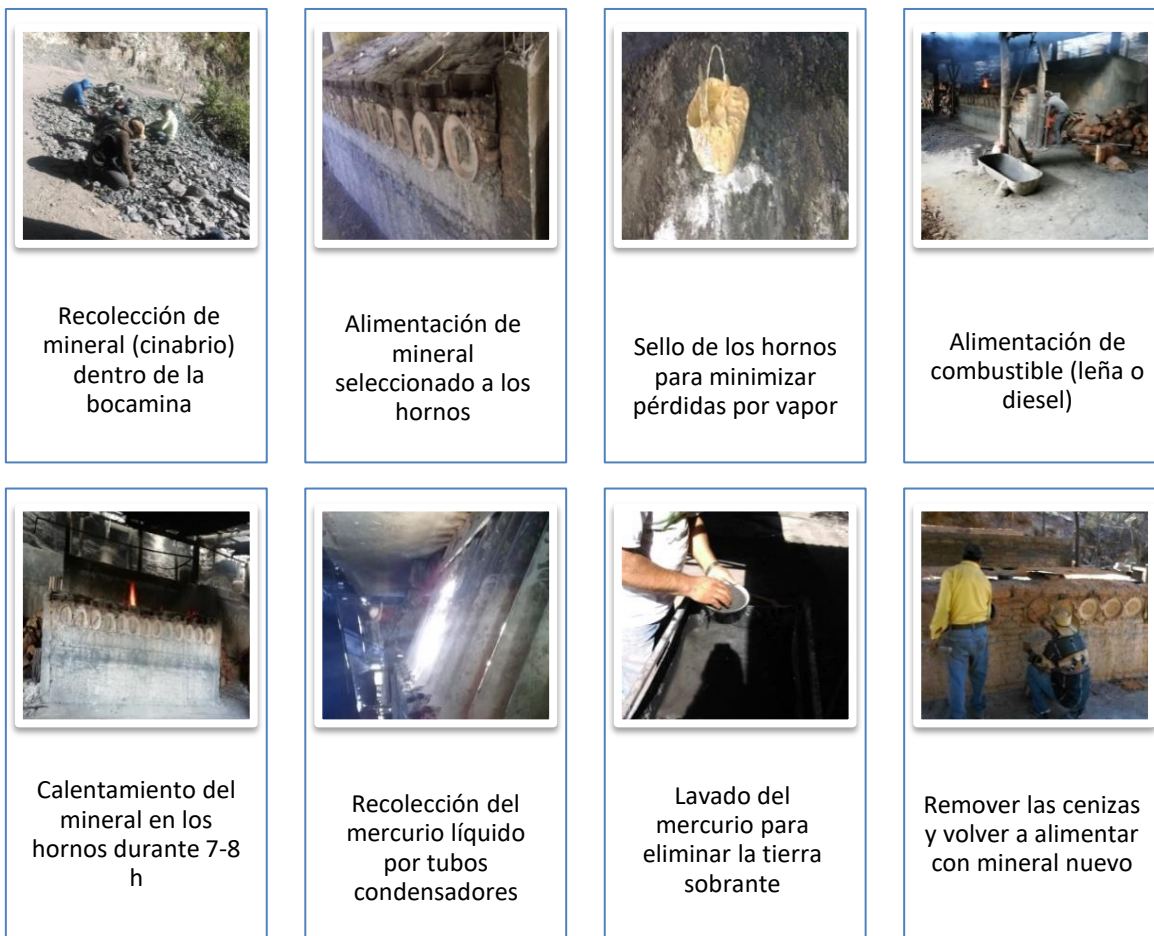 Recolección de
mineral (cinabrio)
dentro de la
bocamina
Alimentación de
mineral
seleccionado a los
hornos
Sello de los hornos
para minimizar
pérdidas por vapor
Alimentación de
combustible (leña o
diesel)
Calentamiento del
mineral en los
hornos durante 7-8
h
Recolección del
mercurio líquido
por tubos
condensadores
Lavado del
mercurio para
eliminar la tierra
sobrante
Remover las cenizas
y volver a alimentar
con mineral nuevo